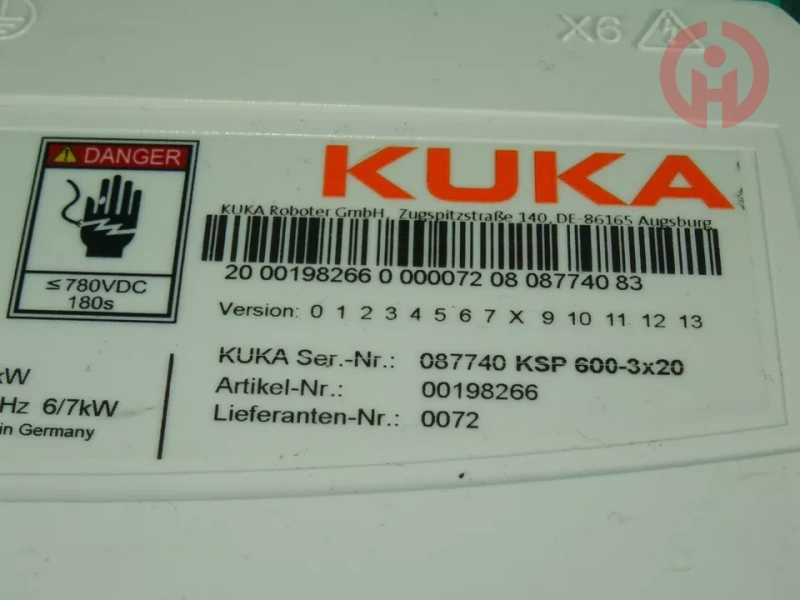 X6
DANGER
≤780VDC
180s
KUKA
KUKA Roboter GmbH, Zugspitzstraße 140, DE-86165 Augsburg
20 00198266 0 000072 08 087740 83
Version: 0 1 2 3 4 5 6 7 X 9 10 11 12 13
KUKA Ser.-Nr.: 087740 KSP 600-3x20
Artikel-Nr.: 00198266
Lieferanten-Nr.: 0072
kW
Hz 6/7kW
in Germany